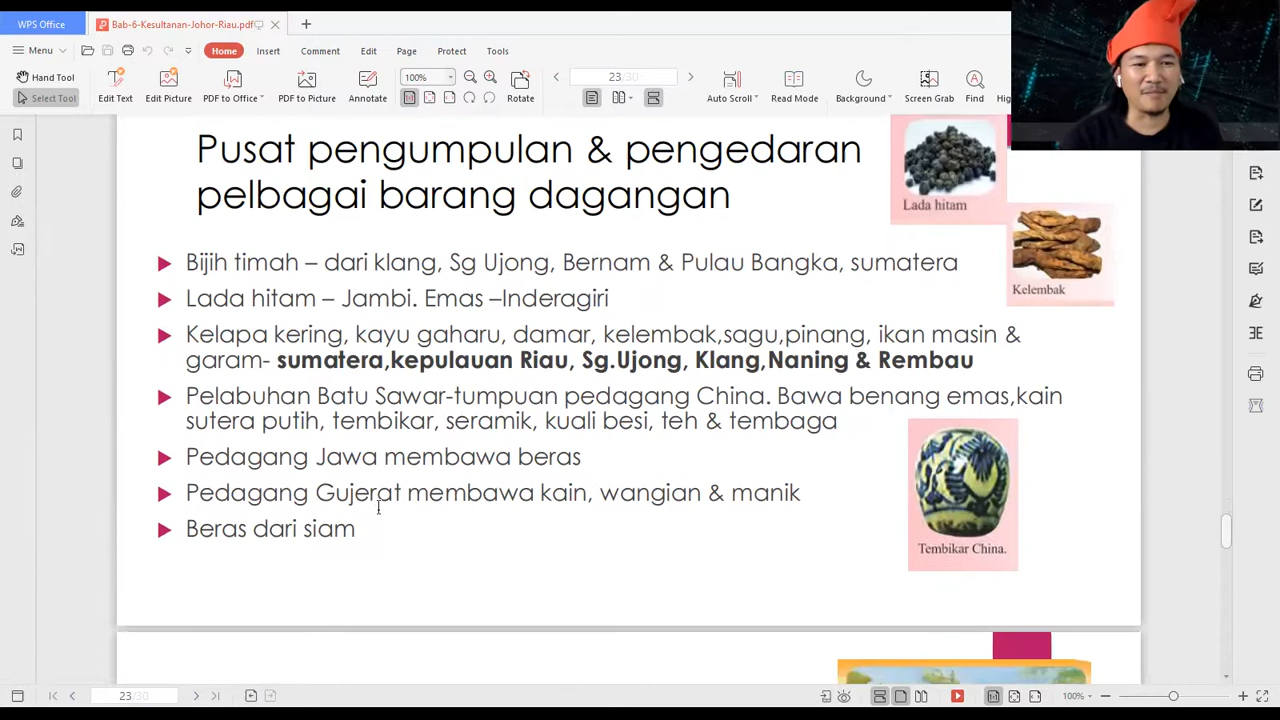 WPS Office
Bab-6-Kesultanan-Johor-Riau.pdf
Menu
Home
Insert
Comment
Edit
Page
Protect
Tools
Hand Tool
Select Tool
Edit Text
Edit Picture
PDF to Office
PDF to Picture
Annotate
100%
Rotate
23/30
Auto Scroll
Read Mode
Background
Screen Grab
Find
Pusat pengumpulan & pengedaran
pelbagai barang dagangan
Lada hitam
Kelembak
Bijih timah – dari klang, Sg Ujong, Bernam & Pulau Bangka, sumatera
Lada hitam – Jambi. Emas –Inderagiri
Kelapa kering, kayu gaharu, damar, kelembak,sagu,pinang, ikan masin &
garam- sumatera,kepulauan Riau, Sg.Ujong, Klang,Naning & Rembau
Pelabuhan Batu Sawar-tumpuan pedagang China. Bawa benang emas,kain
sutera putih, tembikar, seramik, kuali besi, teh & tembaga
Pedagang Jawa membawa beras
Pedagang Gujerat membawa kain, wangian & manik
Beras dari siam
Tembikar China.
23/30
100%